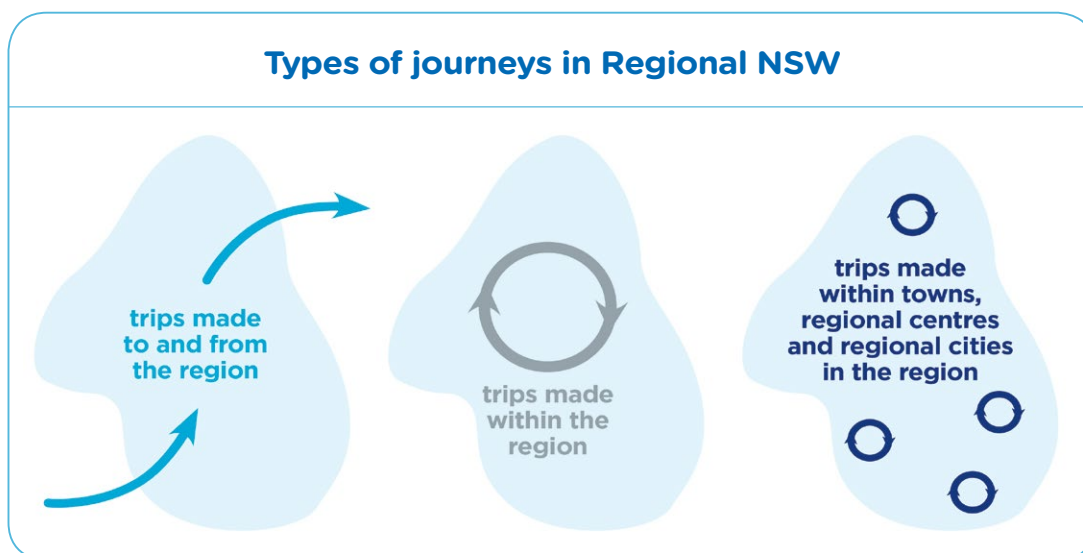 Types of journeys in Regional NSW
trips made
to and from
the region
trips made
within the
region
trips made
within towns,
regional centres
and regional cities
in the region